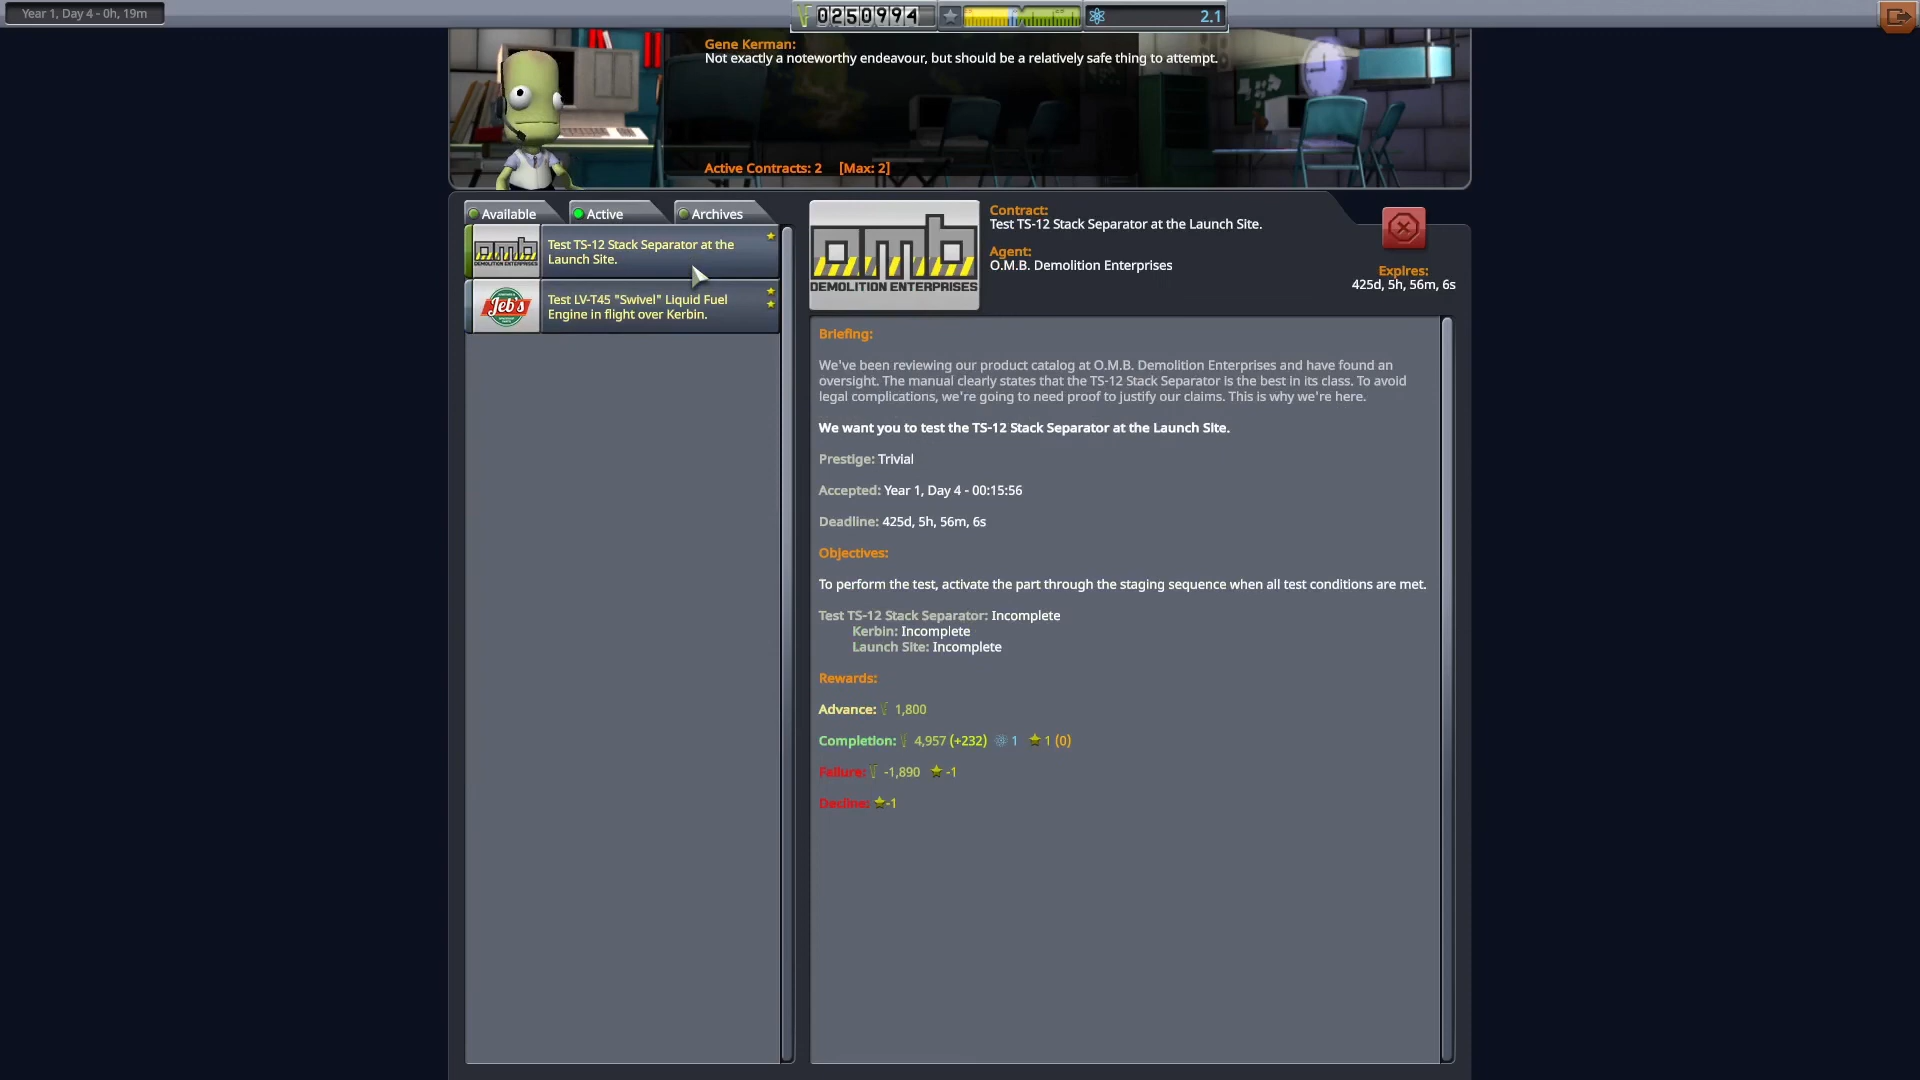 Year 1, Day 4 - 0h, 19m
0250994
2.1
Gene Kerman:
Not exactly a noteworthy endeavour, but should be a relatively safe thing to attempt.
Active Contracts: 2 [Max: 2]
Available
Active
Archives
omb
DEMOLITION ENTERPRISES
Test TS-12 Stack Separator at the
Launch Site.
Jeb's
Test LV-T45 "Swivel" Liquid Fuel
Engine in flight over Kerbin.
omb
DEMOLITION ENTERPRISES
Contract:
Test TS-12 Stack Separator at the Launch Site.
Agent:
O.M.B. Demolition Enterprises
Expires:
425d, 5h, 56m, 6s
Briefing:
We've been reviewing our product catalog at O.M.B. Demolition Enterprises and have found an
oversight. The manual clearly states that the TS-12 Stack Separator is the best in its class. To avoid
legal complications, we're going to need proof to justify our claims. This is why we're here.
We want you to test the TS-12 Stack Separator at the Launch Site.
Prestige: Trivial
Accepted: Year 1, Day 4 - 00:15:56
Deadline: 425d, 5h, 56m, 6s
Objectives:
To perform the test, activate the part through the staging sequence when all test conditions are met.
Test TS-12 Stack Separator: Incomplete
Kerbin: Incomplete
Launch Site: Incomplete
Rewards:
Advance: 1,800
Completion: 4,957 (+232) 1 1 (0)
Failure: -1,890 -1
Decline: -1